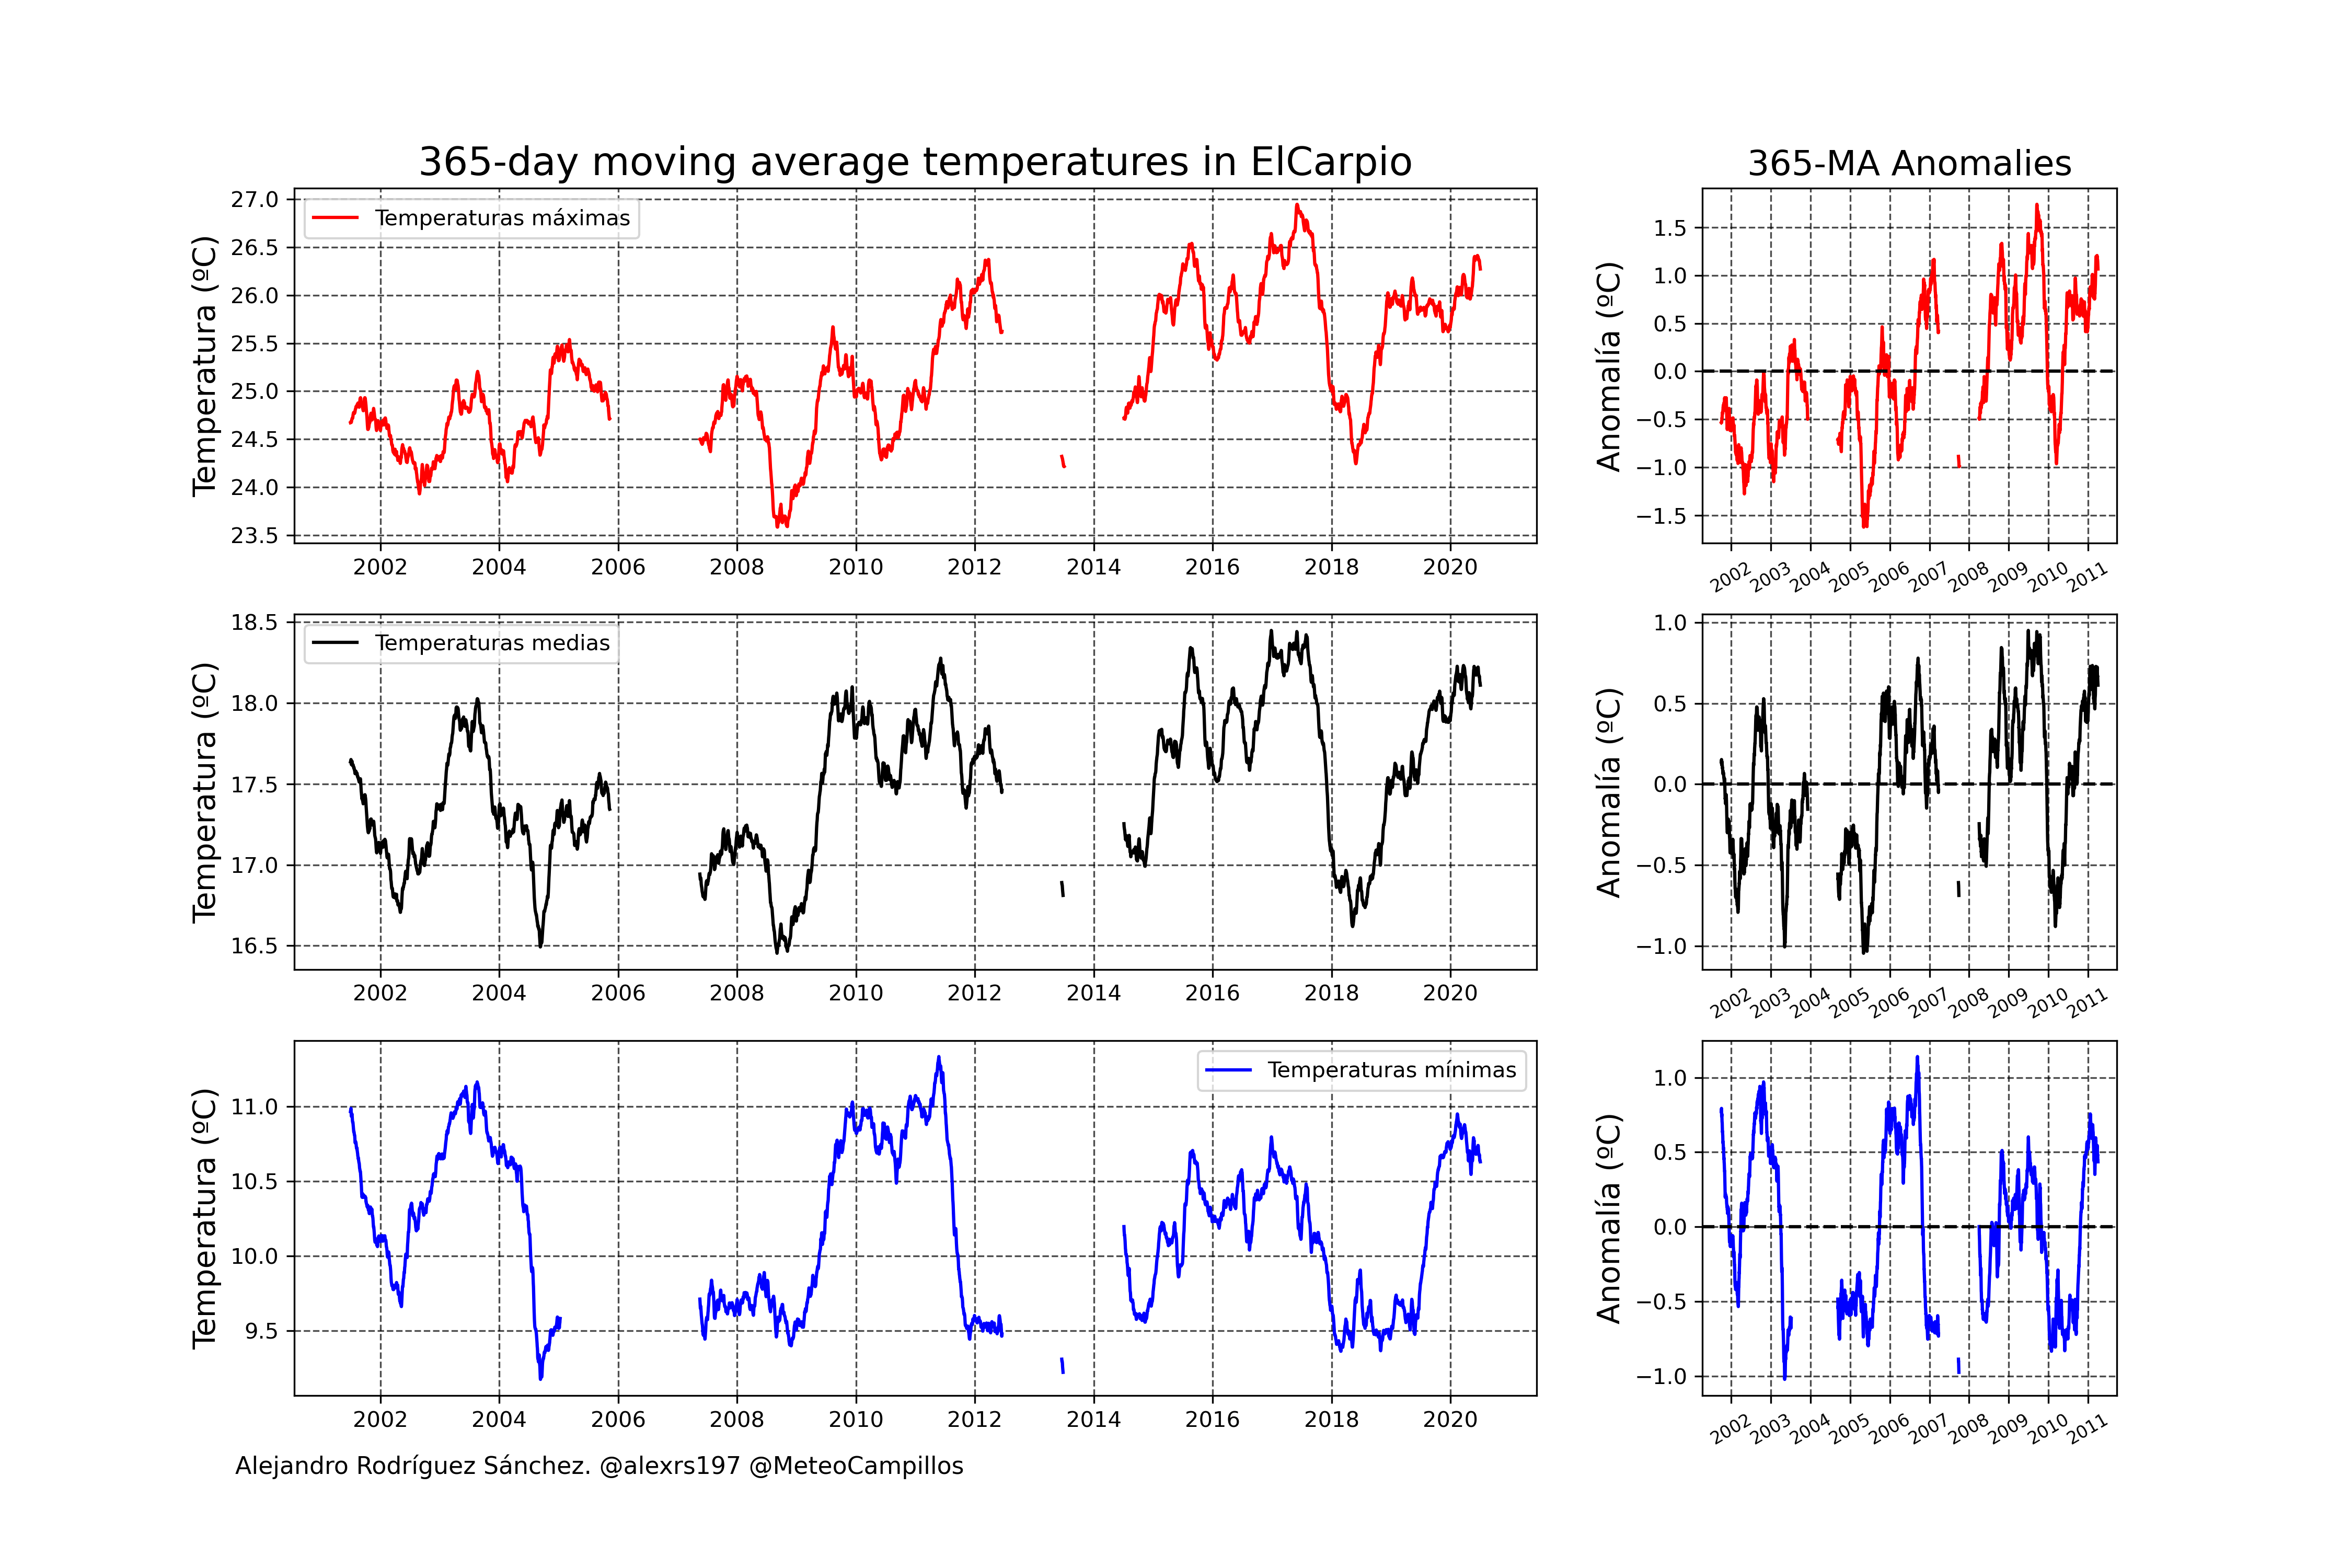 365-day moving average temperatures in ElCarpio
365-MA Anomalies
Temperatura (ºC)
27.0
26.5
26.0
25.5
25.0
24.5
24.0
23.5
Temperaturas máximas
2002 2004 2006 2008 2010 2012 2014 2016 2018 2020
Anomalía (ºC)
1.5
1.0
0.5
0.0
−0.5
−1.0
−1.5
2002 2003 2004 2005 2006 2007 2008 2009 2010 2011
Temperatura (ºC)
18.5
18.0
17.5
17.0
16.5
Temperaturas medias
2002 2004 2006 2008 2010 2012 2014 2016 2018 2020
Anomalía (ºC)
1.0
0.5
0.0
−0.5
−1.0
2002 2003 2004 2005 2006 2007 2008 2009 2010 2011
Temperatura (ºC)
11.0
10.5
10.0
9.5
Temperaturas mínimas
2002 2004 2006 2008 2010 2012 2014 2016 2018 2020
Anomalía (ºC)
1.0
0.5
0.0
−0.5
−1.0
2002 2003 2004 2005 2006 2007 2008 2009 2010 2011
Alejandro Rodríguez Sánchez. @alexrs197 @MeteoCampillos